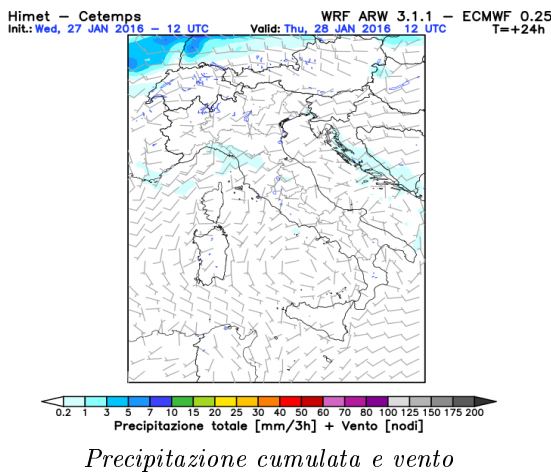 Himet – Cetemps WRF ARW 3.1.1 – ECMWF 0.25
Init.: Wed, 27 JAN 2016 – 12 UTC Valid: Thu, 28 JAN 2016 12 UTC T=+24h
0.2 1 3 5 7 10 15 20 25 30 40 50 60 70 80 100 125 150 175 200
Precipitazione totale [mm/3h] + Vento [nodi]
Precipitazione cumulata e vento